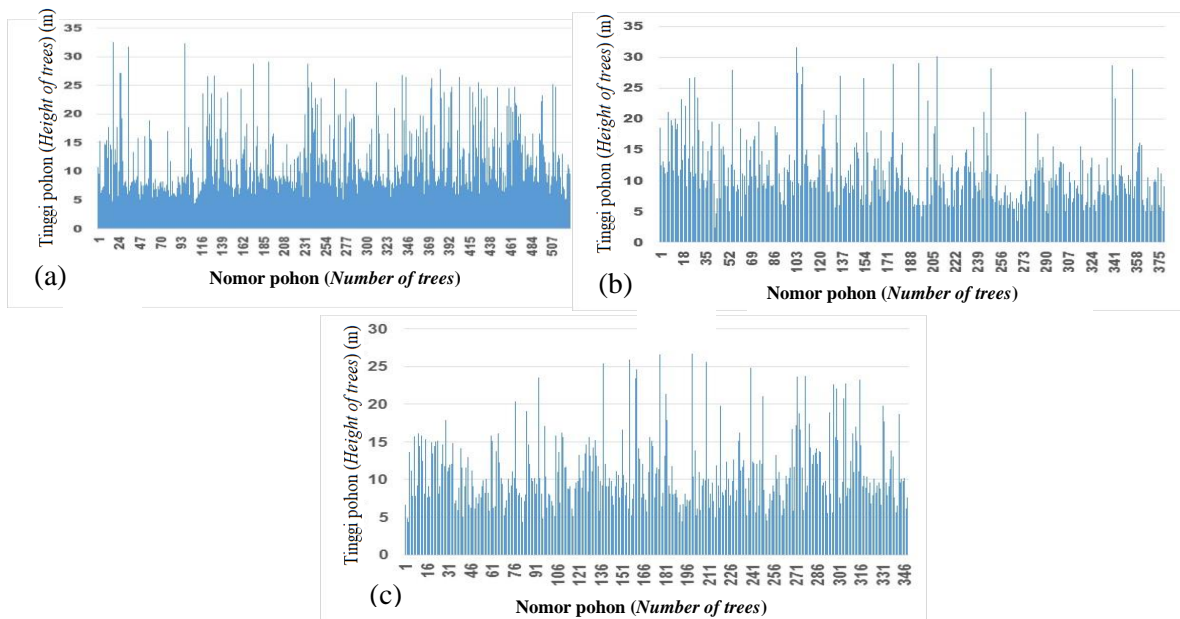 Tinggi pohon (Height of trees) (m)
35
30
25
20
15
10
5
0
1 24 47 70 93 116 139 162 185 208 231 254 277 300 323 346 369 392 415 438 461 484 507
Nomor pohon (Number of trees)
(a)
Tinggi pohon (Height of trees) (m)
35
30
25
20
15
10
5
0
1 18 35 52 69 86 103 120 137 154 171 188 205 222 239 256 273 290 307 324 341 358 375
Nomor pohon (Number of trees)
(b)
Tinggi pohon (Height of trees) (m)
30
25
20
15
10
5
0
1 16 31 46 61 76 91 106 121 136 151 166 181 196 211 226 241 256 271 286 301 316 331 346
Nomor pohon (Number of trees)
(c)